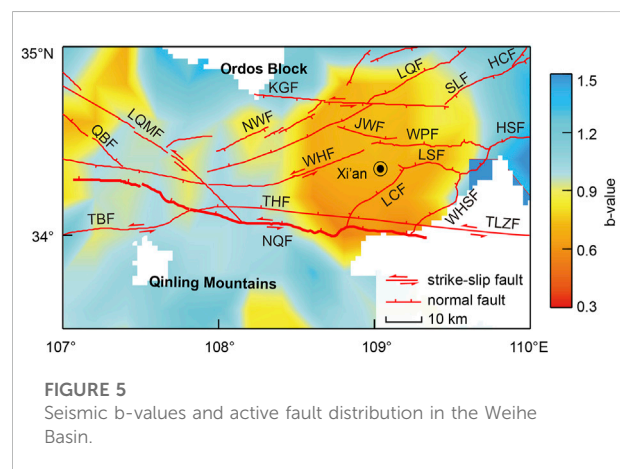 35°N
Ordos Block
KGF
LQF
SLF
HCF
LQMF
QBF
NWF
JWF
WPF
HSF
WHF
LSF
Xi'an
LCF
WHSF
THF
TBF
TLZF
34°
NQF
Qinling Mountains
strike-slip fault
normal fault
10 km
107°
108°
109°
110°E
1.5
1.2
0.9
0.6
0.3
b-value
FIGURE 5
Seismic b-values and active fault distribution in the Weihe
Basin.